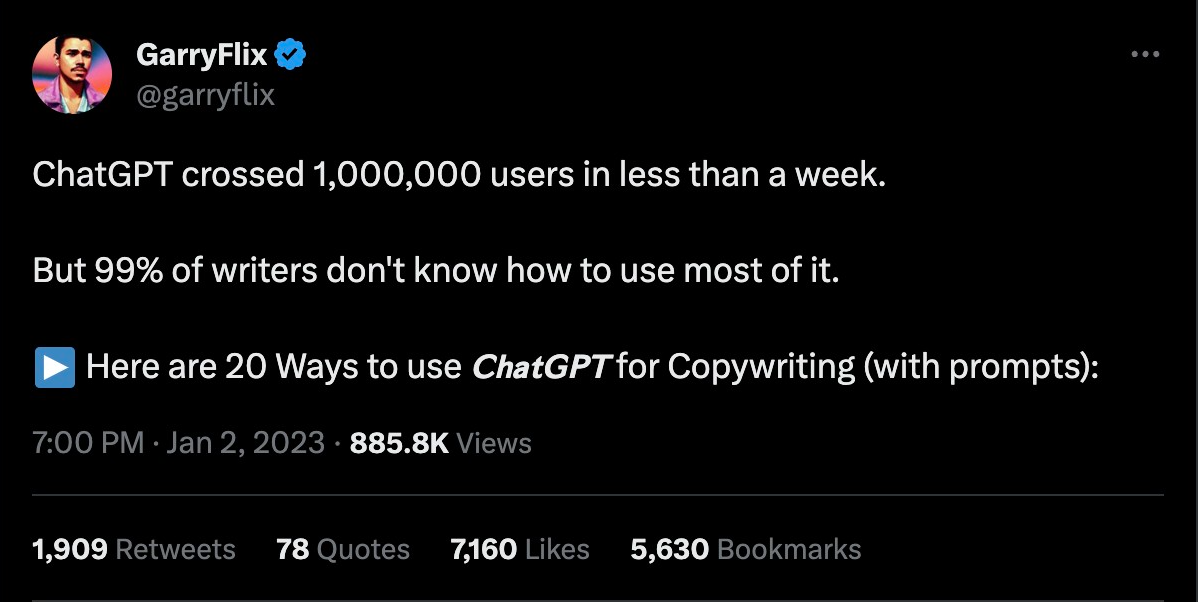 GarryFlix
@garryflix
ChatGPT crossed 1,000,000 users in less than a week.
But 99% of writers don't know how to use most of it.
▶️ Here are 20 Ways to use 𝘾𝙝𝙖𝙩𝙂𝙋𝙏 for Copywriting (with prompts):
7:00 PM · Jan 2, 2023 · 885.8K Views
1,909 Retweets 78 Quotes 7,160 Likes 5,630 Bookmarks